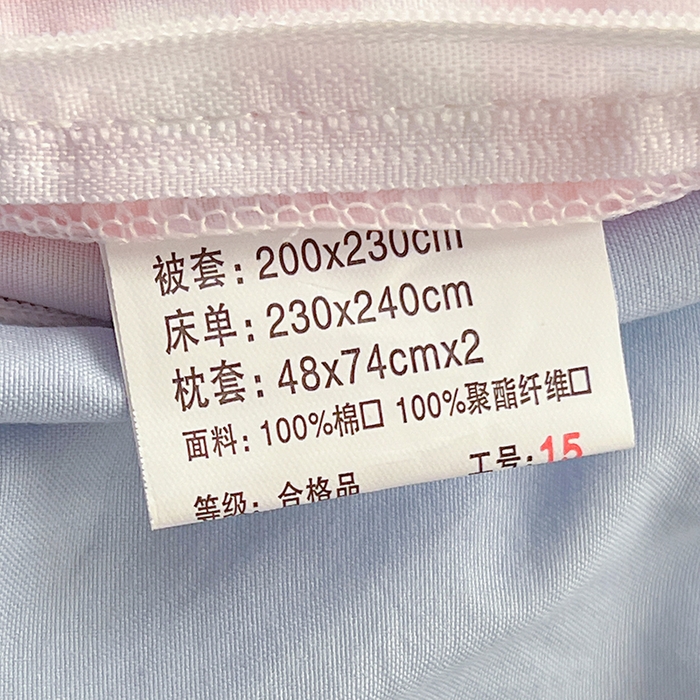 被套：200x230cm
床单：230x240cm
枕套：48x74cmx2
面料：100%棉口 100%聚酯纤维口
等级：合格品 工号：15